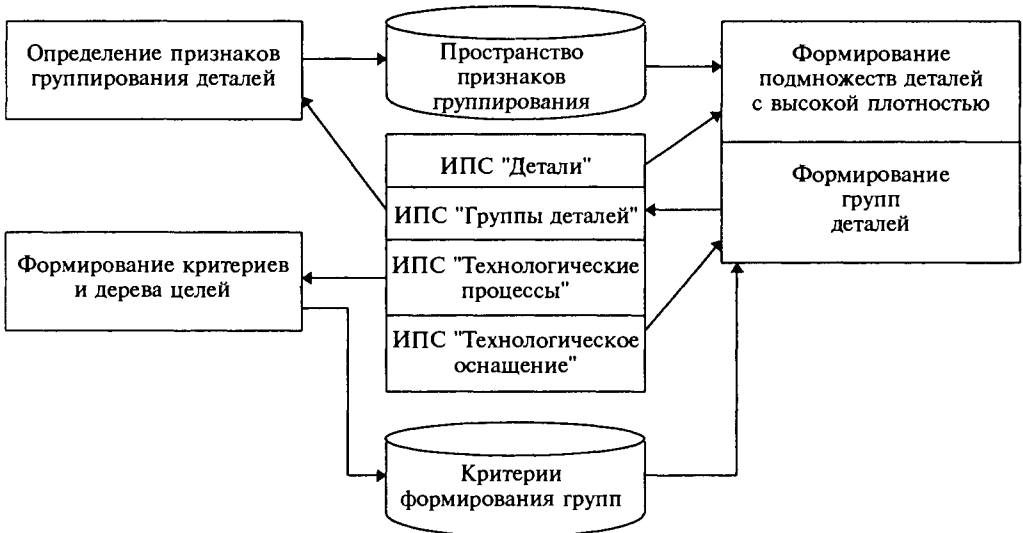 Определение признаков
группирования деталей
Пространство
признаков
группирования
Формирование
подмножеств деталей
с высокой плотностью
ИПС "Детали"
ИПС "Группы деталей"
ИПС "Технологические
процессы"
ИПС "Технологическое
оснащение"
Формирование
групп
деталей
Формирование критериев
и дерева целей
Критерии
формирования групп